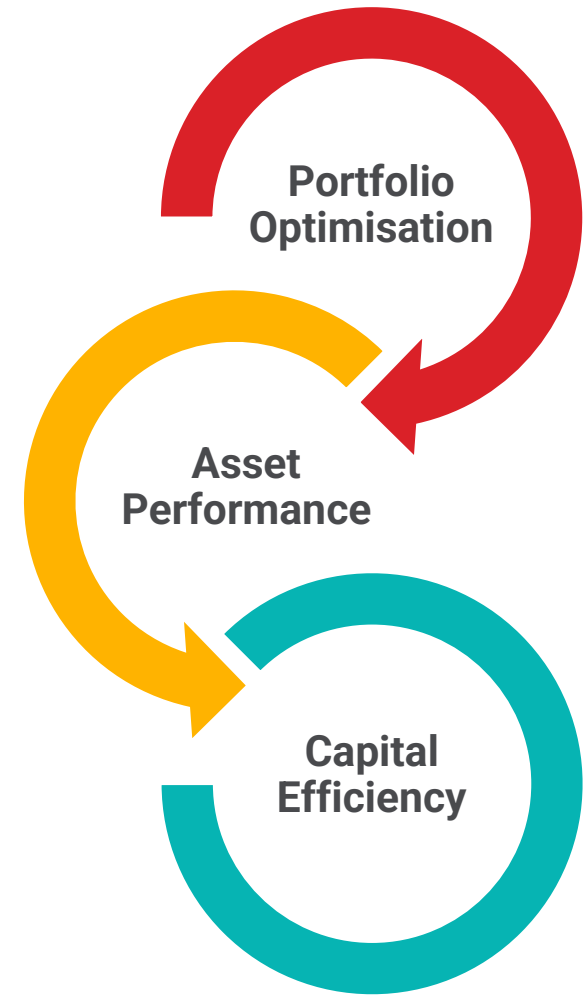 Portfolio
Optimisation
Asset
Performance
Capital
Efficiency